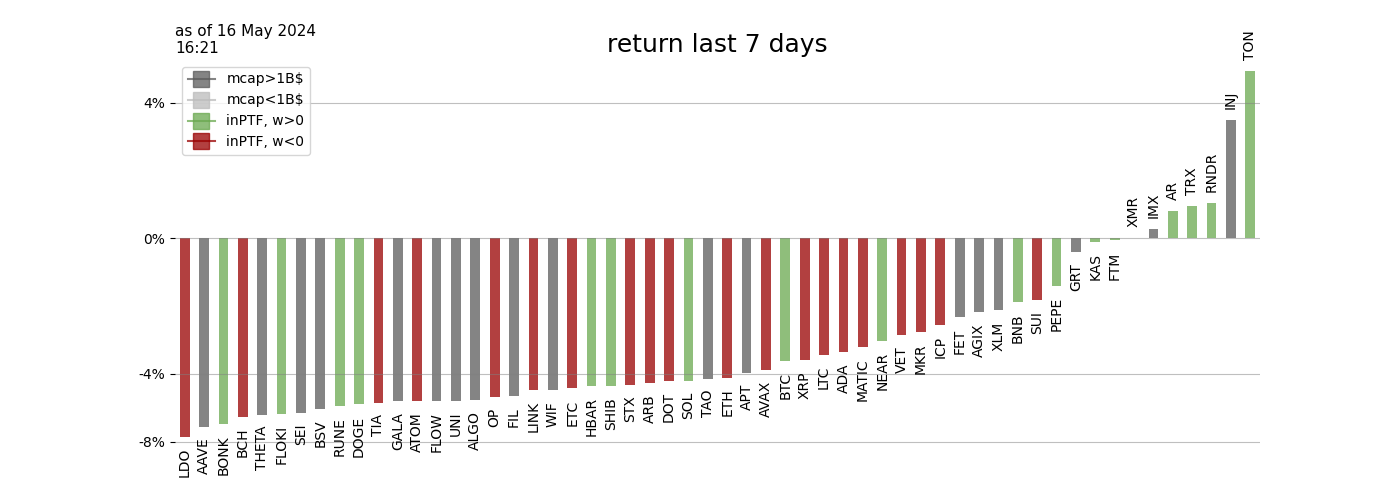 as of 16 May 2024
16:21
return last 7 days
mcap>1B$
mcap<1B$
inPTF, w>0
inPTF, w<0
4%
0%
-4%
-8%
LDO
AAVE
BONK
BCH
THETA
FLOKI
SEI
BSV
RUNE
DOGE
TIA
GALA
ATOM
FLOW
UNI
ALGO
OP
FIL
LINK
WIF
ETC
HBAR
SHIB
STX
ARB
DOT
SOL
TAO
ETH
APT
AVAX
BTC
XRP
LTC
ADA
MATIC
NEAR
VET
MKR
ICP
FET
AGIX
XLM
BNB
SUI
PEPE
GRT
KAS
FTM
XMR
IMX
AR
TRX
RNDR
INJ
TON